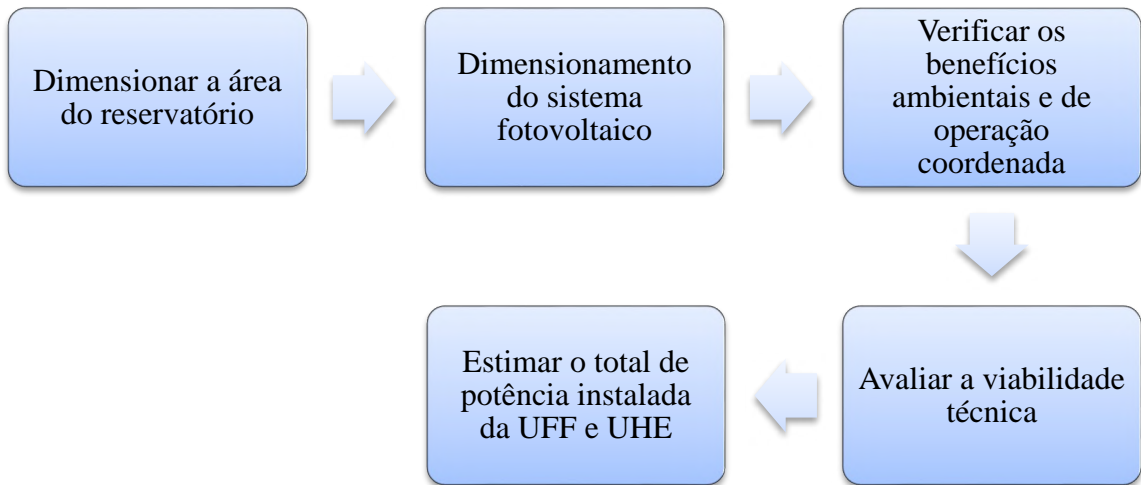 Dimensionar a área
do reservatório
Dimensionamento
do sistema
fotovoltaico
Verificar os
benefícios
ambientais e de
operação
coordenada
Avaliar a viabilidade
técnica
Estimar o total de
potência instalada
da UFF e UHE